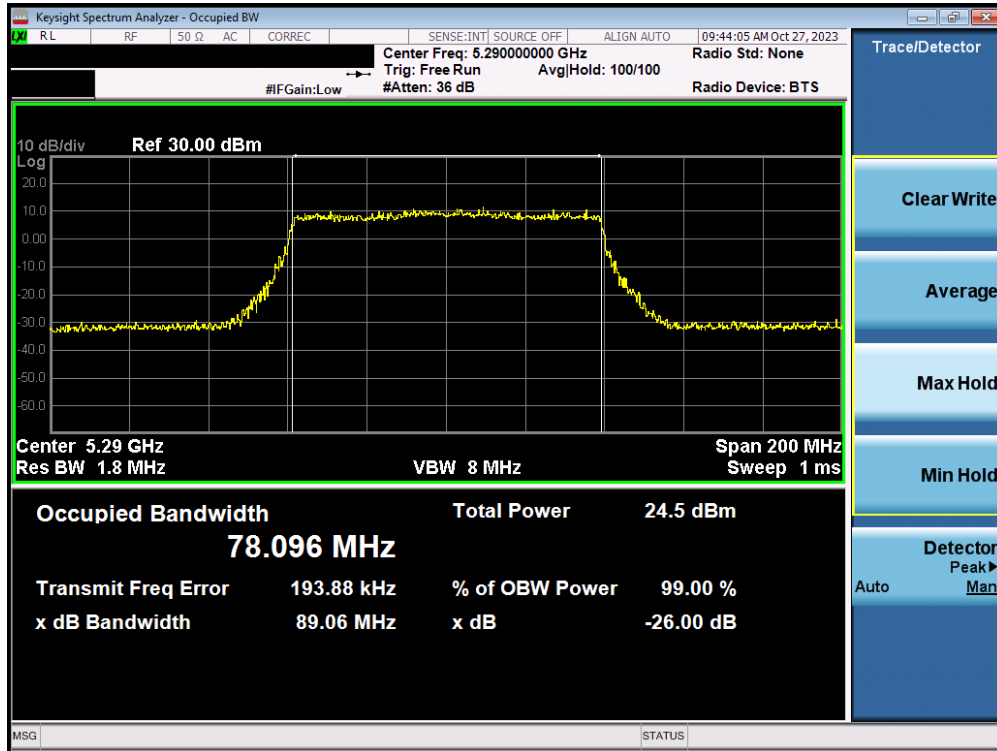 Keysight Spectrum Analyzer - Occupied BW
LXI RL RF 50 Ω AC CORREC SENSE:INT SOURCE OFF ALIGN AUTO 09:44:05 AM Oct 27, 2023
Center Freq: 5.290000000 GHz Radio Std: None
Trig: Free Run Avg|Hold: 100/100
#IFGain:Low #Atten: 36 dB Radio Device: BTS
10 dB/div Ref 30.00 dBm
Log
20.0
10.0
0.00
-10.0
-20.0
-30.0
-40.0
-50.0
-60.0
Center 5.29 GHz Span 200 MHz
Res BW 1.8 MHz VBW 8 MHz Sweep 1 ms
Occupied Bandwidth Total Power 24.5 dBm
78.096 MHz
Transmit Freq Error 193.88 kHz % of OBW Power 99.00 %
x dB Bandwidth 89.06 MHz x dB -26.00 dB
MSG STATUS
Trace/Detector
Clear Write
Average
Max Hold
Min Hold
Detector
Peak▶
Auto Man